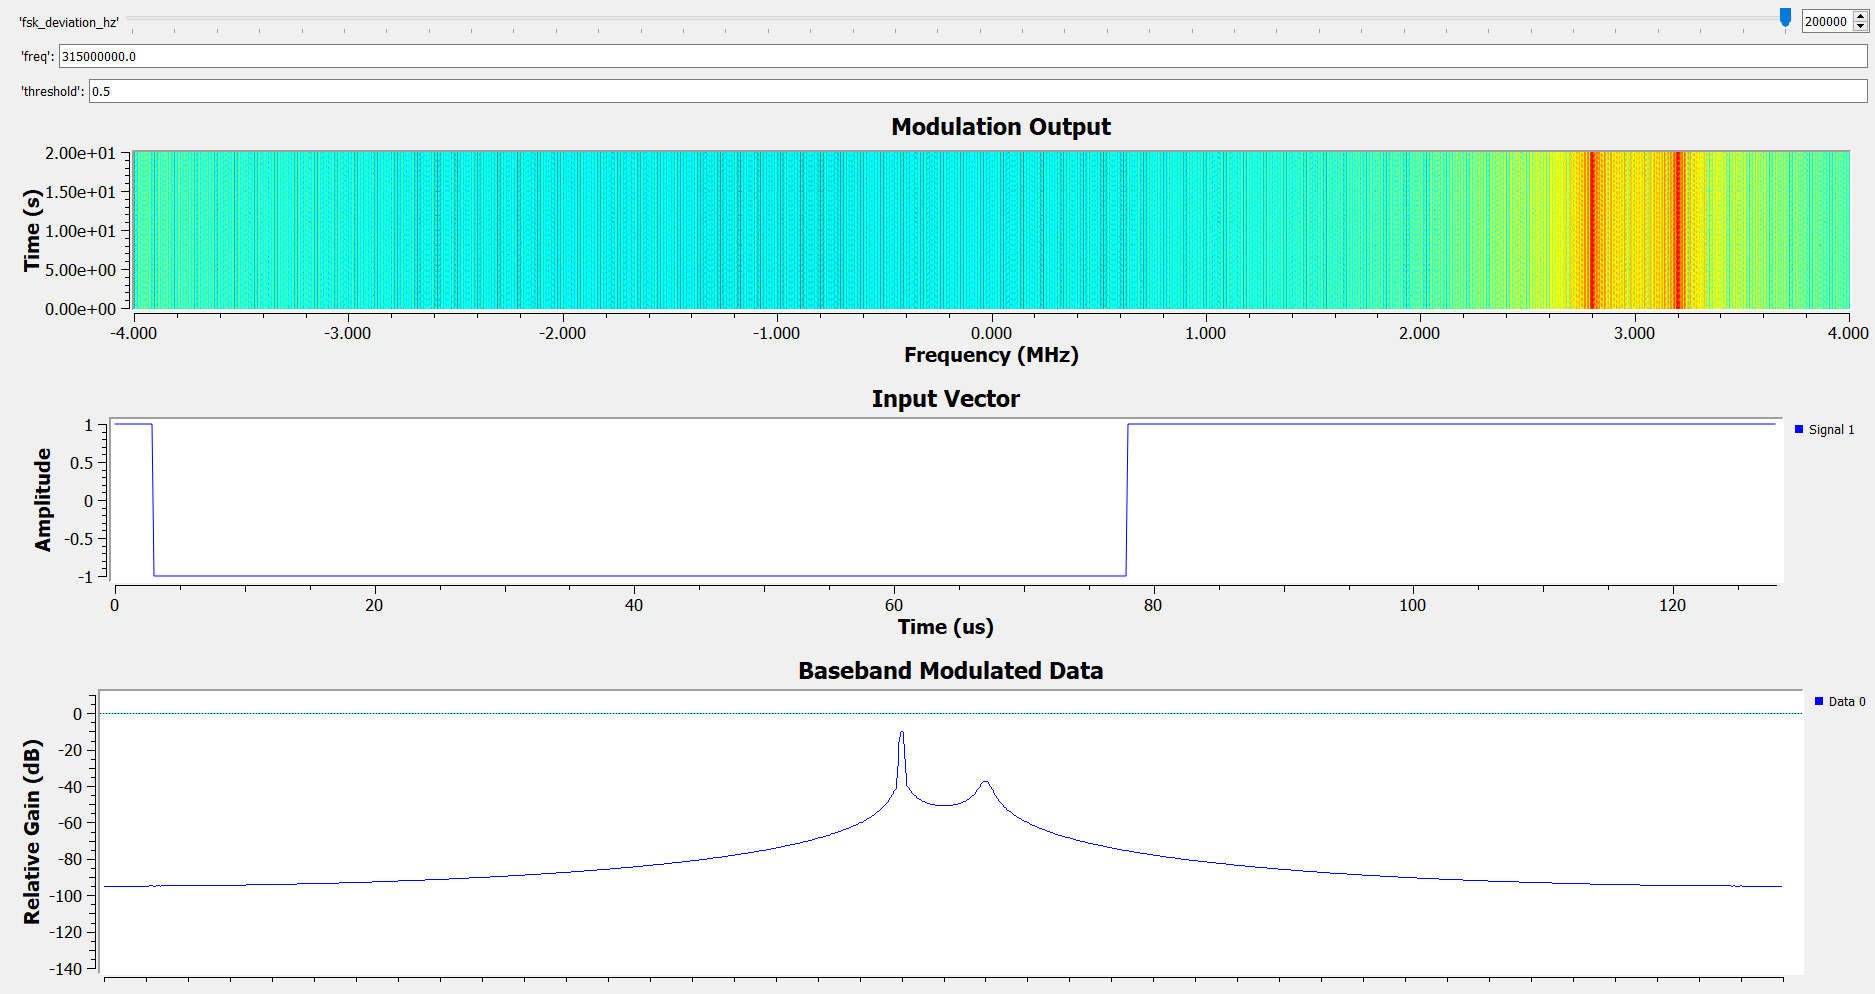 'fsk_deviation_hz' 200000
'freq': 315000000.0
'threshold': 0.5
Modulation Output
Time (s)
2.00e+01
1.50e+01
1.00e+01
5.00e+00
0.00e+00
-4.000 -3.000 -2.000 -1.000 0.000 1.000 2.000 3.000 4.000
Frequency (MHz)
Input Vector
Amplitude
1
0.5
0
-0.5
-1
Signal 1
0 20 40 60 80 100 120
Time (us)
Baseband Modulated Data
Relative Gain (dB)
0
-20
-40
-60
-80
-100
-120
-140
Data 0